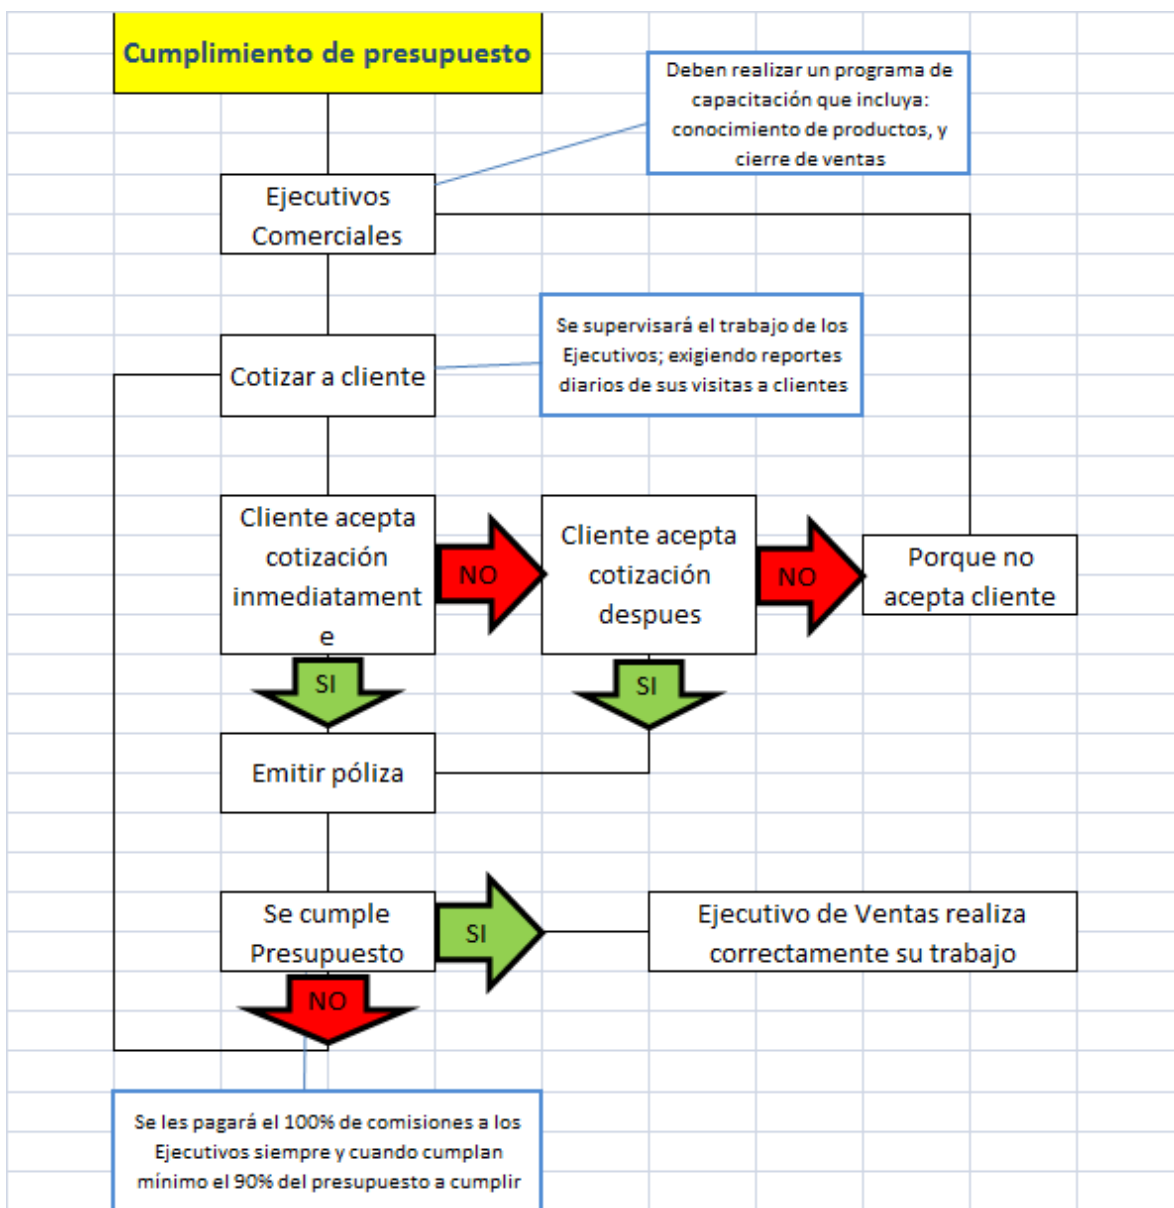 Cumplimiento de presupuesto
Deben realizar un programa de
capacitación que incluya:
conocimiento de productos, y
cierre de ventas
Ejecutivos
Comerciales
Se supervisará el trabajo de los
Ejecutivos; exigiendo reportes
diarios de sus visitas a clientes
Cotizar a cliente
Cliente acepta
cotización
inmediatament
e
NO
Cliente acepta
cotización
despues
NO
Porque no
acepta cliente
SI
SI
Emitir póliza
Se cumple
Presupuesto
SI
Ejecutivo de Ventas realiza
correctamente su trabajo
NO
Se les pagará el 100% de comisiones a los
Ejecutivos siempre y cuando cumplan
mínimo el 90% del presupuesto a cumplir